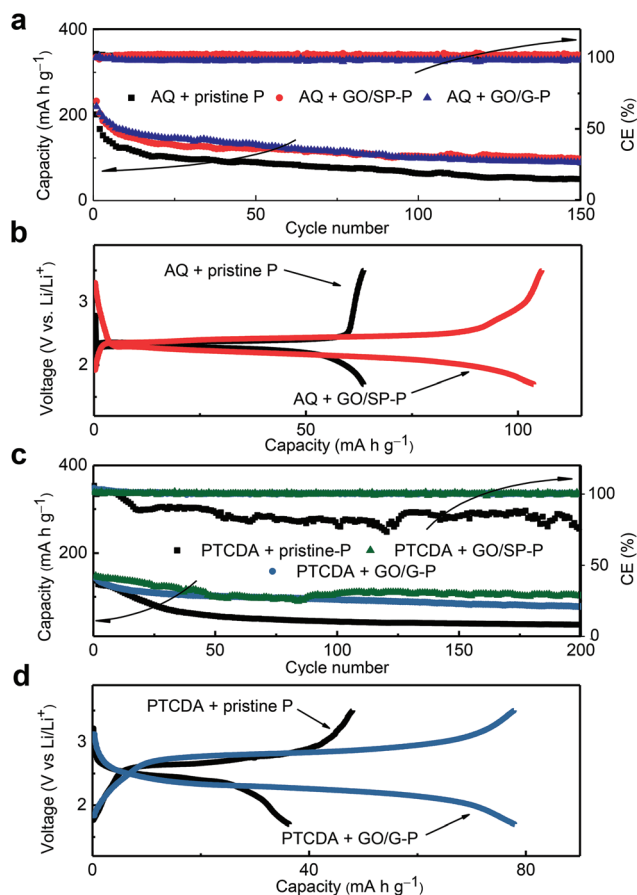 a
400
200
0
Capacity (mA h g⁻¹)
100
50
0
CE (%)
AQ + pristine P AQ + GO/SP-P AQ + GO/G-P
0 50 100 150
Cycle number
b
3
2
Voltage (V vs. Li/Li⁺)
AQ + pristine P
AQ + GO/SP-P
0 50 100
Capacity (mA h g⁻¹)
c
400
300
100
0
Capacity (mA h g⁻¹)
100
50
0
CE (%)
PTCDA + pristine-P PTCDA + GO/SP-P
PTCDA + GO/G-P
0 50 100 150 200
Cycle number
d
3
2
Voltage (V vs Li/Li⁺)
PTCDA + pristine P
PTCDA + GO/G-P
0 40 80
Capacity (mA h g⁻¹)